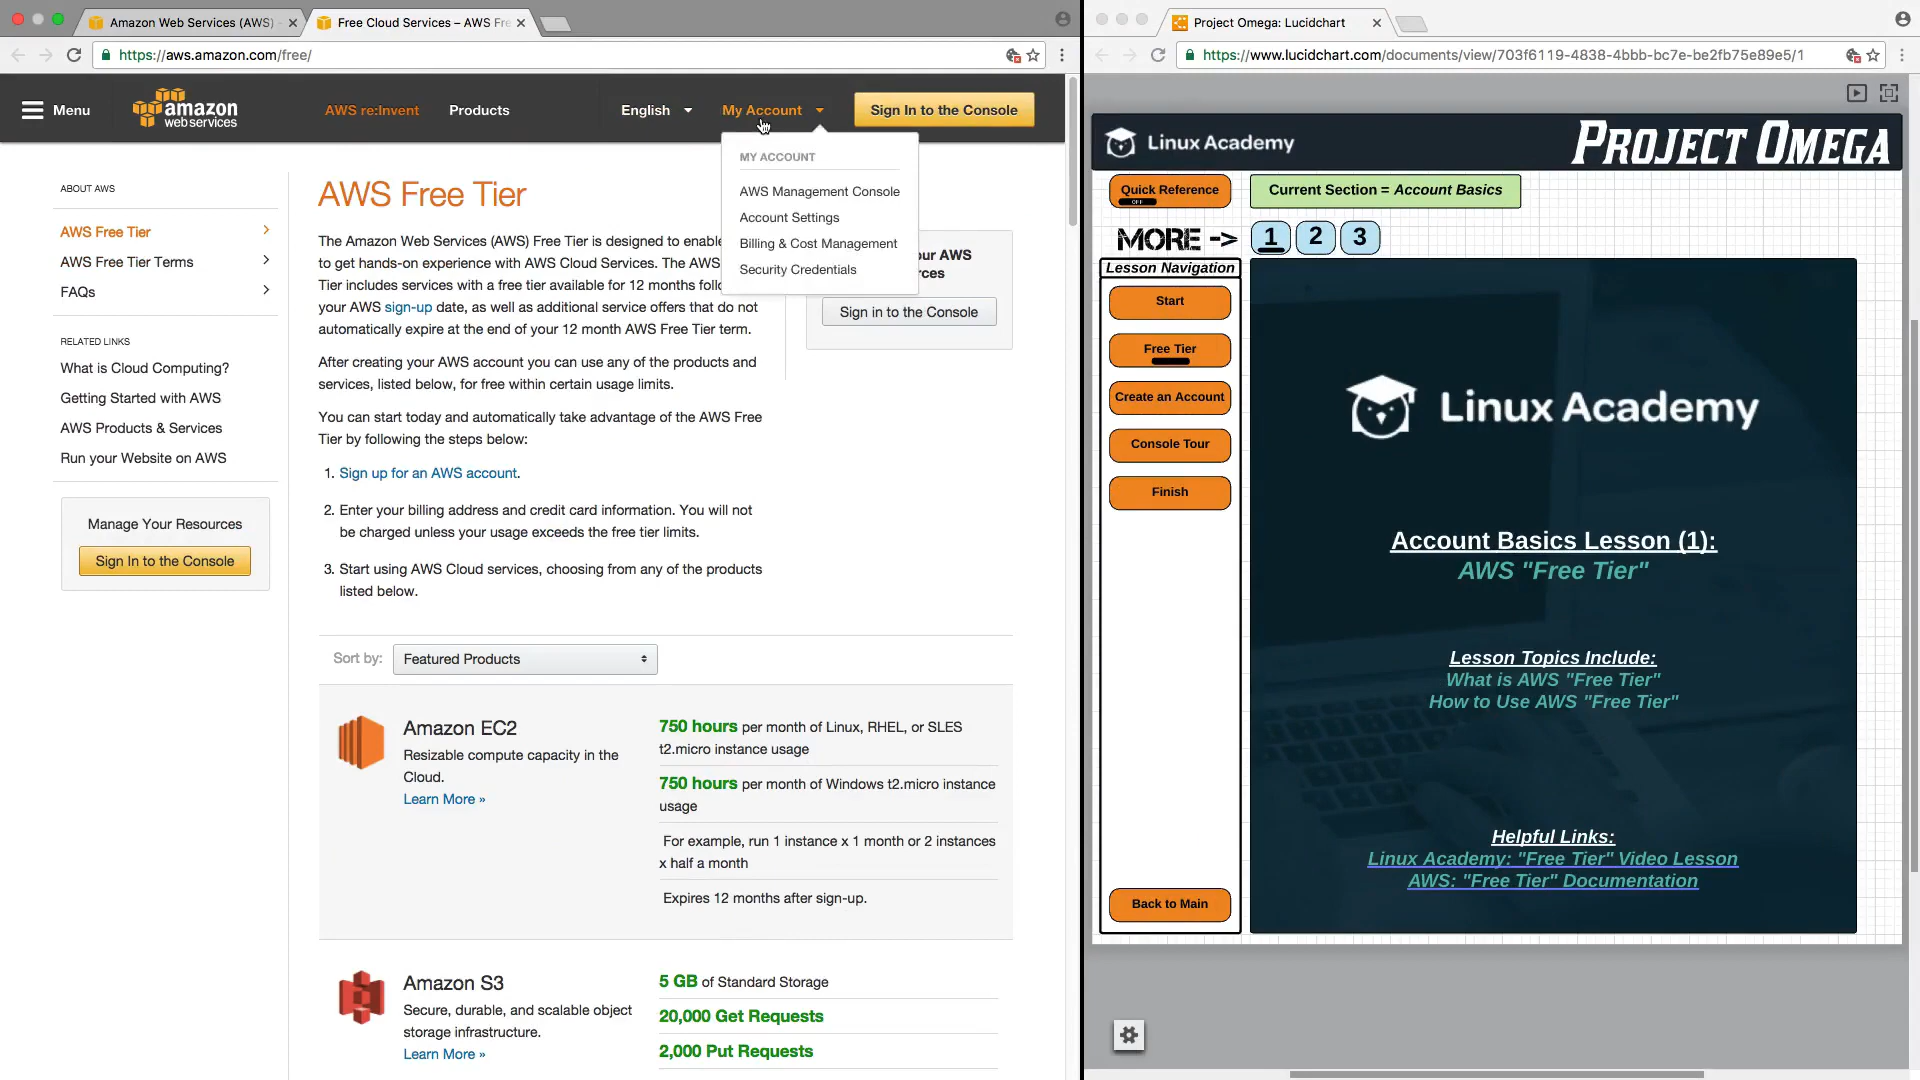 Amazon Web Services (AWS) -
Free Cloud Services – AWS Fre
https://aws.amazon.com/free/
Menu
amazon
web services
AWS re:Invent
Products
English
My Account
Sign In to the Console
MY ACCOUNT
AWS Management Console
Account Settings
Billing & Cost Management
Security Credentials
ABOUT AWS
AWS Free Tier
AWS Free Tier Terms
FAQs
RELATED LINKS
What is Cloud Computing?
Getting Started with AWS
AWS Products & Services
Run your Website on AWS
Manage Your Resources
Sign In to the Console
AWS Free Tier
The Amazon Web Services (AWS) Free Tier is designed to enable
to get hands-on experience with AWS Cloud Services. The AWS
Tier includes services with a free tier available for 12 months follo
your AWS sign-up date, as well as additional service offers that do not
automatically expire at the end of your 12 month AWS Free Tier term.
After creating your AWS account you can use any of the products and
services, listed below, for free within certain usage limits.
You can start today and automatically take advantage of the AWS Free
Tier by following the steps below:
1. Sign up for an AWS account.
2. Enter your billing address and credit card information. You will not
be charged unless your usage exceeds the free tier limits.
3. Start using AWS Cloud services, choosing from any of the products
listed below.
our AWS
rces
Sign in to the Console
Sort by:
Featured Products
Amazon EC2
Resizable compute capacity in the
Cloud.
Learn More »
750 hours per month of Linux, RHEL, or SLES
t2.micro instance usage
750 hours per month of Windows t2.micro instance
usage
For example, run 1 instance x 1 month or 2 instances
x half a month
Expires 12 months after sign-up.
Amazon S3
Secure, durable, and scalable object
storage infrastructure.
Learn More »
5 GB of Standard Storage
20,000 Get Requests
2,000 Put Requests
Project Omega: Lucidchart
https://www.lucidchart.com/documents/view/703f6119-4838-4bbb-bc7e-be2fb75e89e5/1
Linux Academy
PROJECT OMEGA
Quick Reference
OFF
Current Section = Account Basics
MORE ->
1
2
3
Lesson Navigation
Start
Free Tier
Create an Account
Console Tour
Finish
Back to Main
Linux Academy
Account Basics Lesson (1):
AWS "Free Tier"
Lesson Topics Include:
What is AWS "Free Tier"
How to Use AWS "Free Tier"
Helpful Links:
Linux Academy: "Free Tier" Video Lesson
AWS: "Free Tier" Documentation